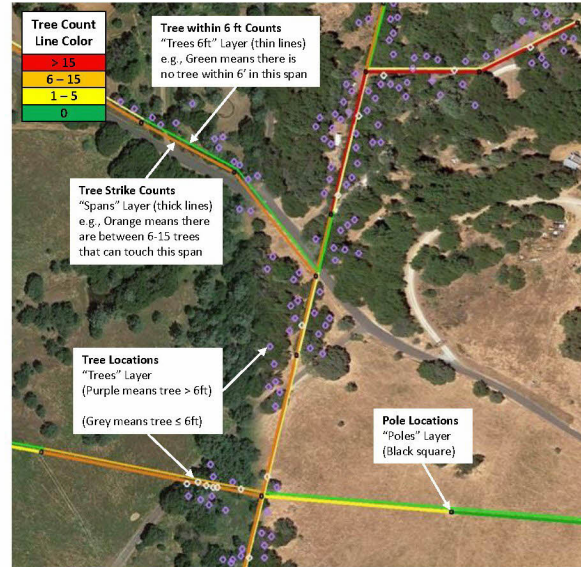 Tree Count
Line Color
> 15
6 – 15
1 – 5
0
Tree within 6 ft Counts
“Trees 6ft” Layer (thin lines)
e.g., Green means there is
no tree within 6’ in this span
Tree Strike Counts
“Spans” Layer (thick lines)
e.g., Orange means there
are between 6-15 trees
that can touch this span
Tree Locations
“Trees” Layer
(Purple means tree > 6ft)
(Grey means tree ≤ 6ft)
Pole Locations
“Poles” Layer
(Black square)